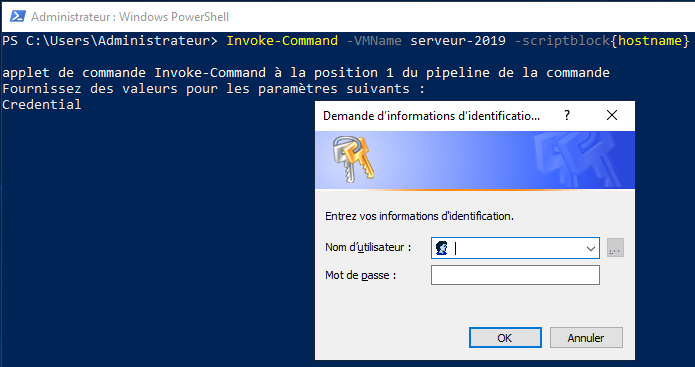 Administrateur : Windows PowerShell
PS C:\Users\Administrateur> Invoke-Command -VMName serveur-2019 -scriptblock{hostname}
applet de commande Invoke-Command à la position 1 du pipeline de la commande
Fournissez des valeurs pour les paramètres suivants :
Credential
Demande d'informations d'identificatio...
Entrez vos informations d'identification.
Nom d'utilisateur :
...
Mot de passe :
OK
Annuler